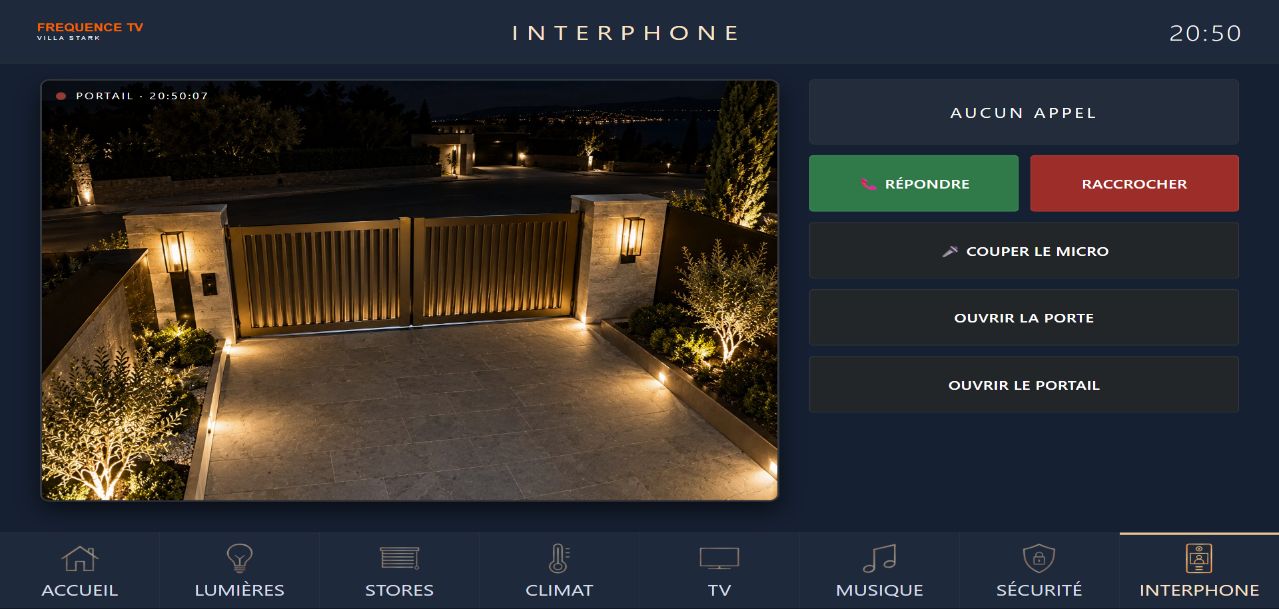 FREQUENCE TV
VILLA STARK
INTERPHONE
20:50
PORTAIL · 20:50:07
AUCUN APPEL
RÉPONDRE
RACCROCHER
COUPER LE MICRO
OUVRIR LA PORTE
OUVRIR LE PORTAIL
ACCUEIL
LUMIÈRES
STORES
CLIMAT
TV
MUSIQUE
SÉCURITÉ
INTERPHONE